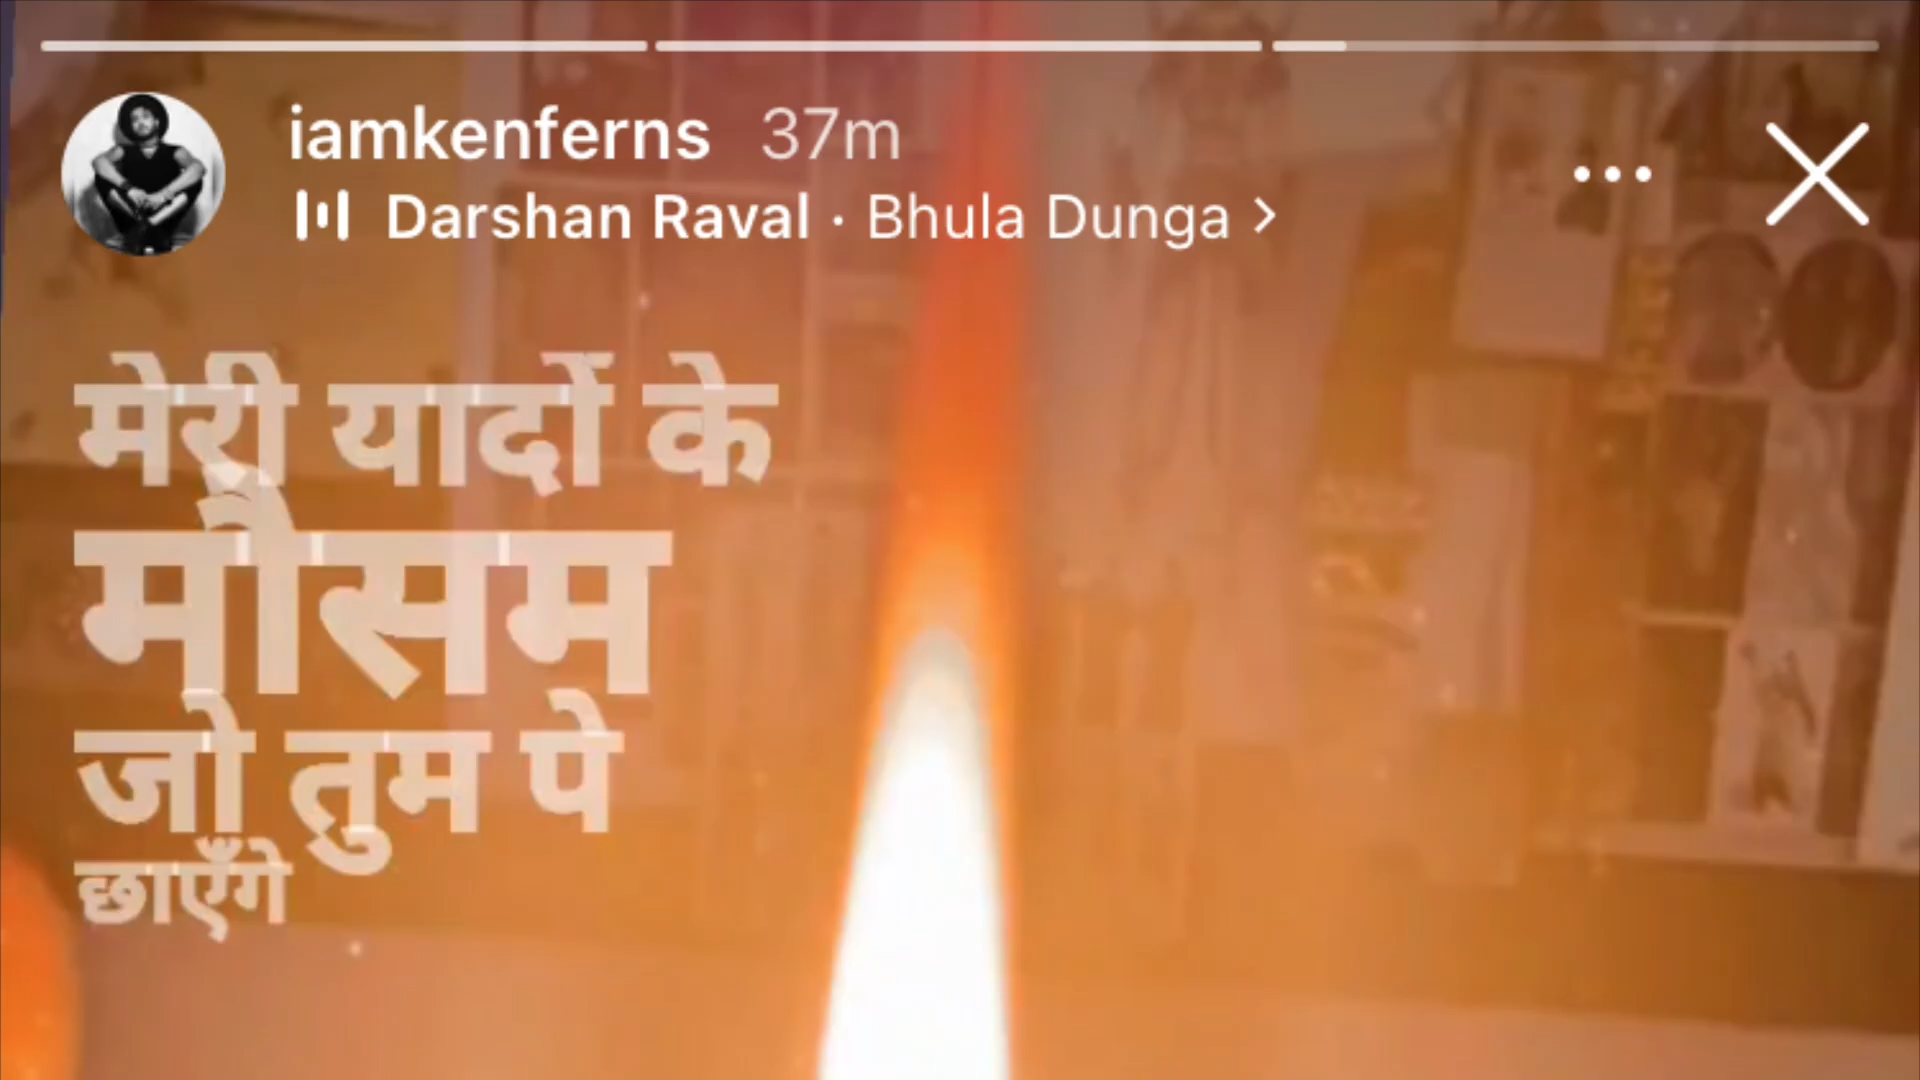 iamkenferns 37m
Darshan Raval · Bhula Dunga >
मेरी यादों के
मौसम
जो तुम पे
छाएँगे